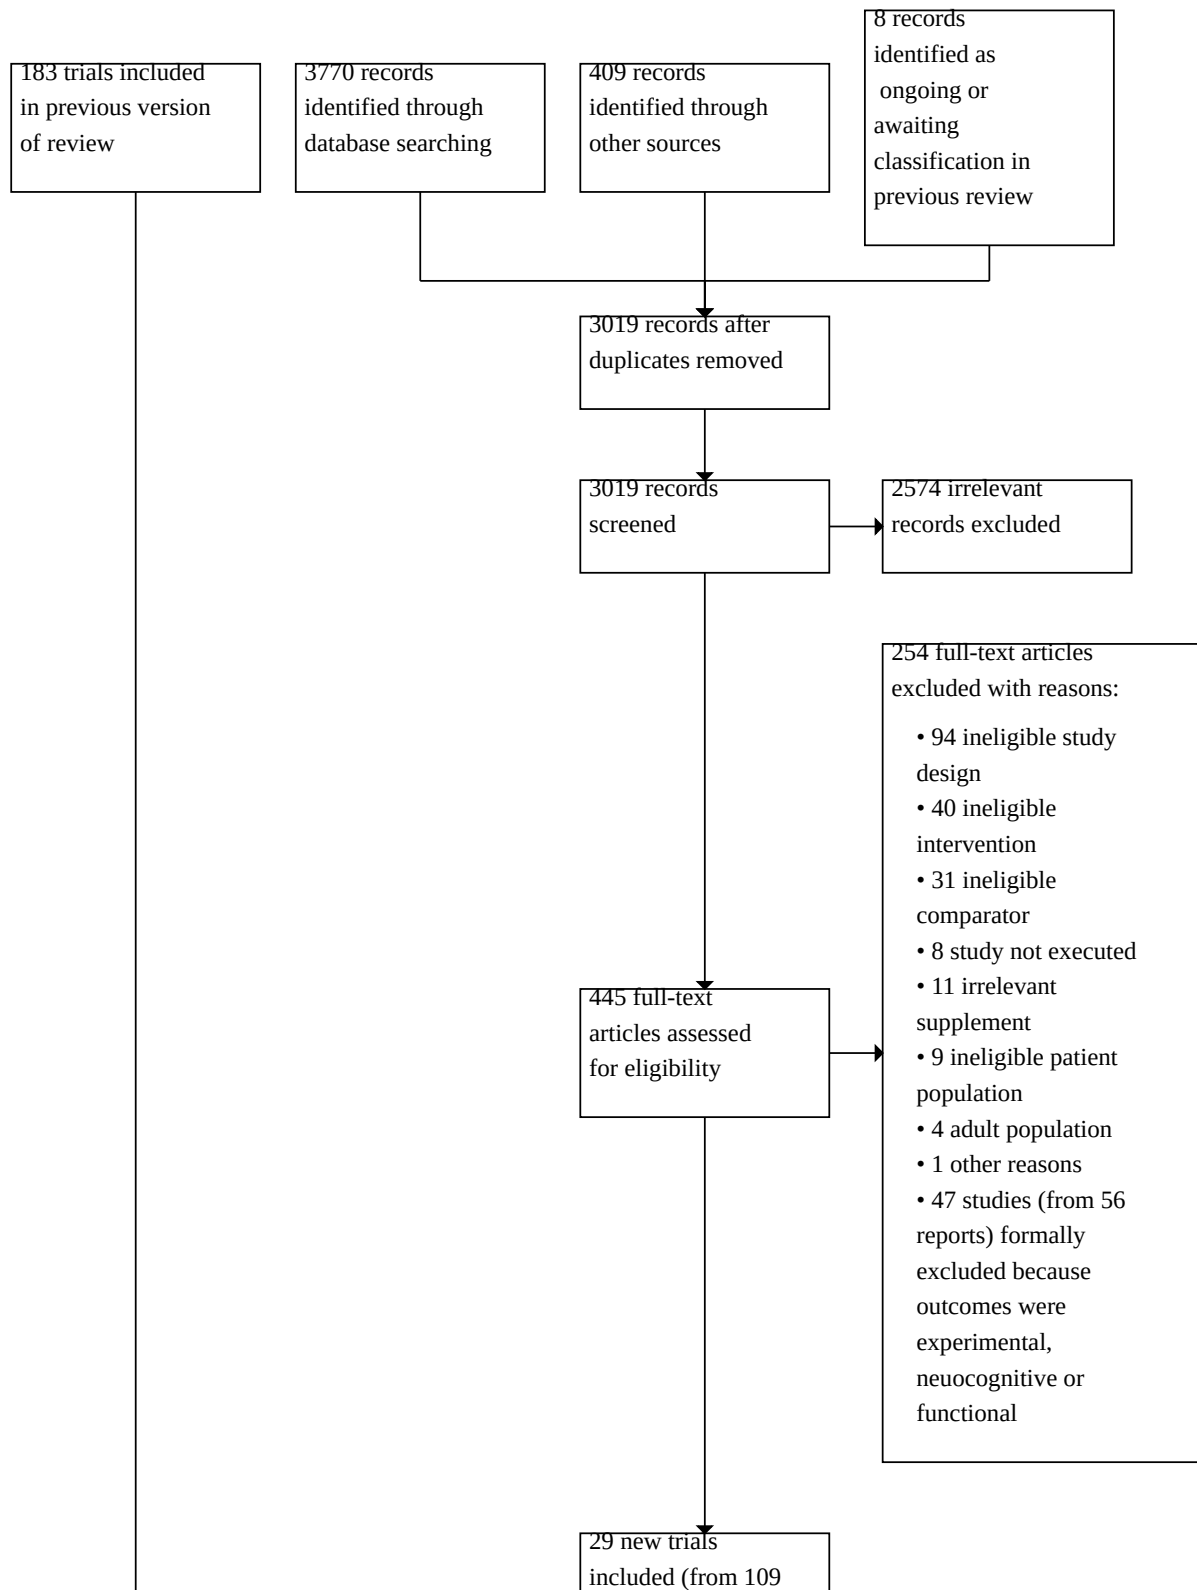 183 trials included
in previous version
of review
3770 records
identified through
database searching
409 records
identified through
other sources
8 records
identified as
ongoing or
awaiting
classification in
previous review
3019 records after
duplicates removed
3019 records
screened
2574 irrelevant
records excluded
254 full-text articles
excluded with reasons:
• 94 ineligible study
design
• 40 ineligible
intervention
• 31 ineligible
comparator
• 8 study not executed
• 11 irrelevant
supplement
• 9 ineligible patient
population
• 4 adult population
• 1 other reasons
• 47 studies (from 56
reports) formally
excluded because
outcomes were
experimental,
neuocognitive or
functional
445 full-text
articles assessed
for eligibility
29 new trials
included (from 109